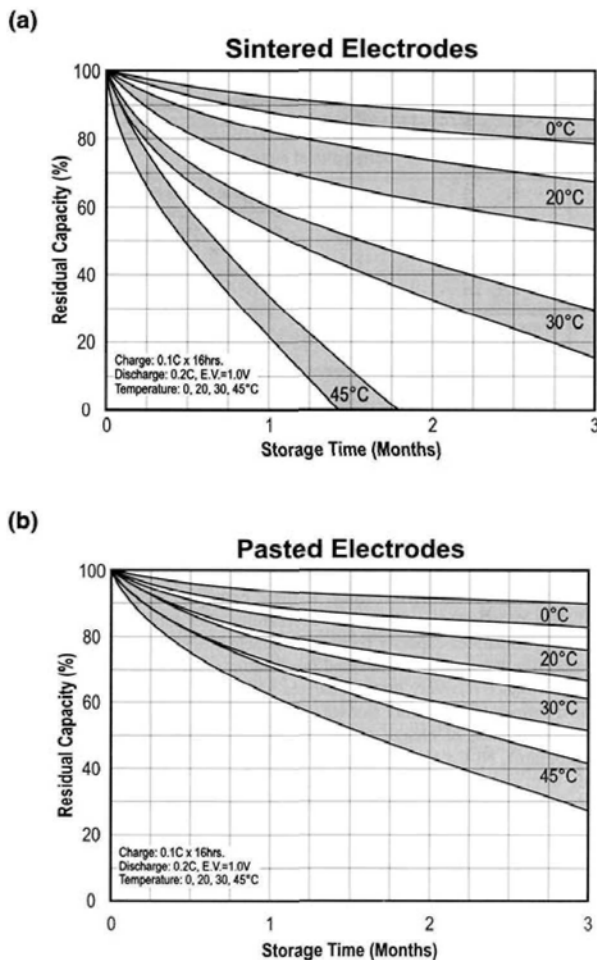 (a)
Sintered Electrodes
100
80
60
40
20
0
Residual Capacity (%)
0°C
20°C
30°C
45°C
Charge: 0.1C x 16hrs.
Discharge: 0.2C, E.V.=1.0V
Temperature: 0, 20, 30, 45°C
0 1 2 3
Storage Time (Months)
(b)
Pasted Electrodes
100
80
60
40
20
0
Residual Capacity (%)
0°C
20°C
30°C
45°C
Charge: 0.1C x 16hrs.
Discharge: 0.2C, E.V.=1.0V
Temperature: 0, 20, 30, 45°C
0 1 2 3
Storage Time (Months)